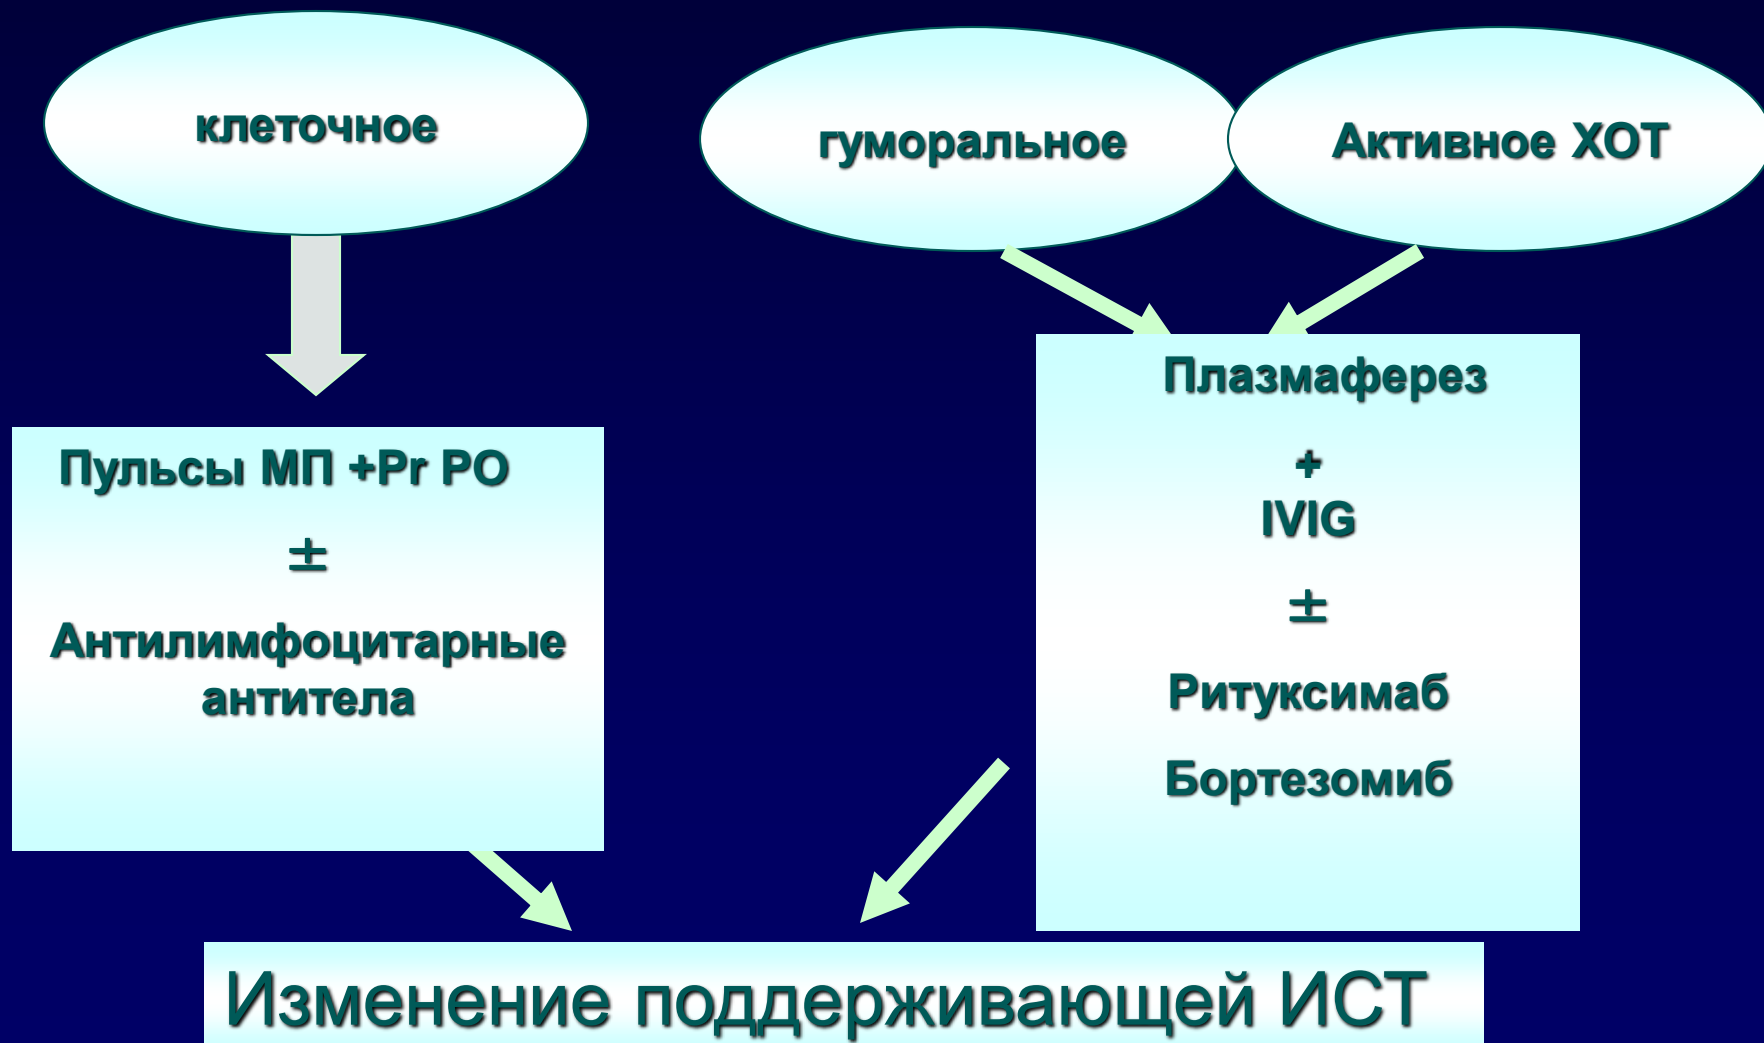 клеточное
гуморальное
Активное ХОТ
Пульсы МП +Pr PO
±
Антилимфоцитарные
антитела
Плазмаферез
+
IVIG
±
Ритуксимаб
Бортезомиб
Изменение поддерживающей ИСТ